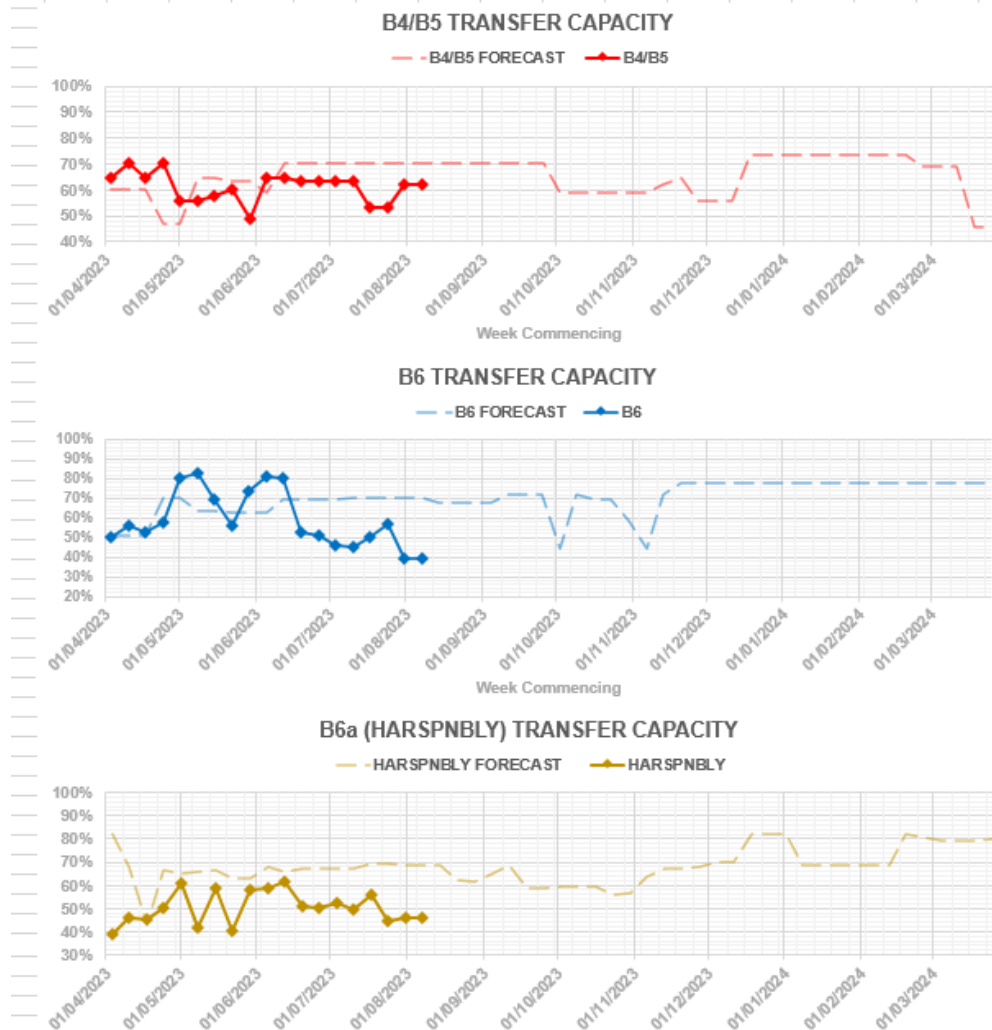 B4/B5 TRANSFER CAPACITY
B4/B5 FORECAST B4/B5
100%
90%
80%
70%
60%
50%
40%
01/04/2023 01/05/2023 01/06/2023 01/07/2023 01/08/2023 01/09/2023 01/10/2023 01/11/2023 01/12/2023 01/01/2024 01/02/2024 01/03/2024
Week Commencing
B6 TRANSFER CAPACITY
B6 FORECAST B6
100%
90%
80%
70%
60%
50%
40%
30%
20%
01/04/2023 01/05/2023 01/06/2023 01/07/2023 01/08/2023 01/09/2023 01/10/2023 01/11/2023 01/12/2023 01/01/2024 01/02/2024 01/03/2024
Week Commencing
B6a (HARSPNBLY) TRANSFER CAPACITY
HARSPNBLY FORECAST HARSPNBLY
100%
90%
80%
70%
60%
50%
40%
30%
01/04/2023 01/05/2023 01/06/2023 01/07/2023 01/08/2023 01/09/2023 01/10/2023 01/11/2023 01/12/2023 01/01/2024 01/02/2024 01/03/2024